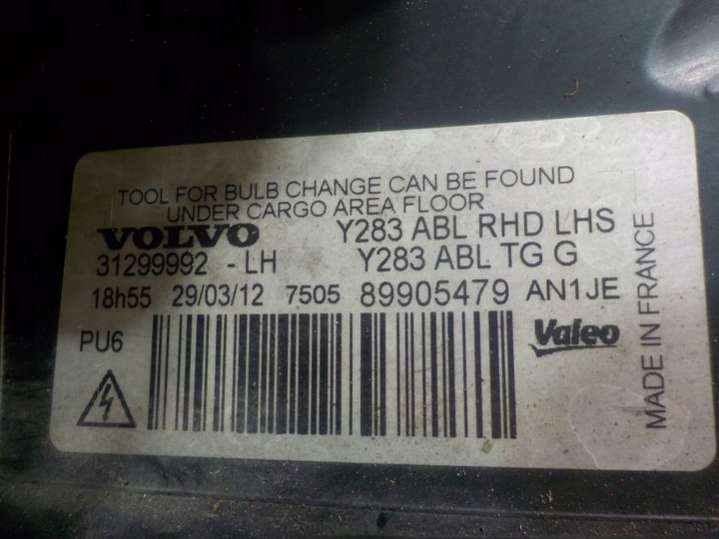 TOOL FOR BULB CHANGE CAN BE FOUND
UNDER CARGO AREA FLOOR
VOLVO Y283 ABL RHD LHS
31299992 - LH Y283 ABL TG G
18h55 29/03/12 7505 89905479 AN1JE
PU6 Valeo
MADE IN FRANCE